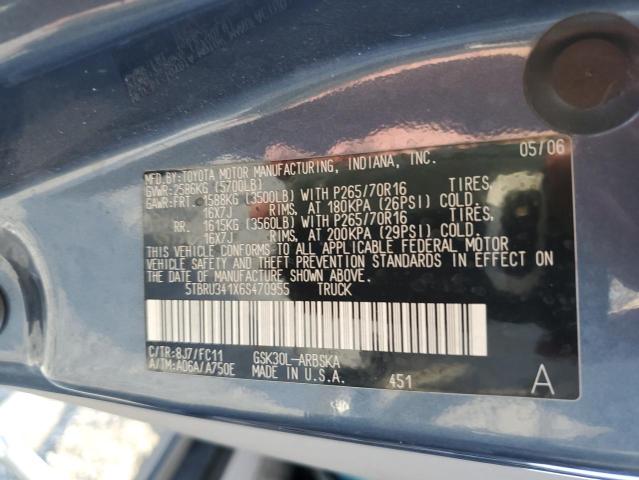 MFD.BY:TOYOTA MOTOR MANUFACTURING, INDIANA, INC. 05/06
GVWR:2586KG (5700LB)
GAWR:FRT. 1588KG (3500LB) WITH P265/70R16 TIRES,
16X7J RIMS, AT 180KPA (26PSI) COLD.
RR. 1615KG (3560LB) WITH P265/70R16 TIRES,
16X7J RIMS, AT 200KPA (29PSI) COLD.
THIS VEHICLE CONFORMS TO ALL APPLICABLE FEDERAL MOTOR
VEHICLE SAFETY AND THEFT PREVENTION STANDARDS IN EFFECT ON
THE DATE OF MANUFACTURE SHOWN ABOVE.
5TBRU341X6S470955 TRUCK
C/TR:8J7/FC11 GSK30L-ARBSKA
A/TM:A06A/A750E MADE IN U.S.A. 451 A